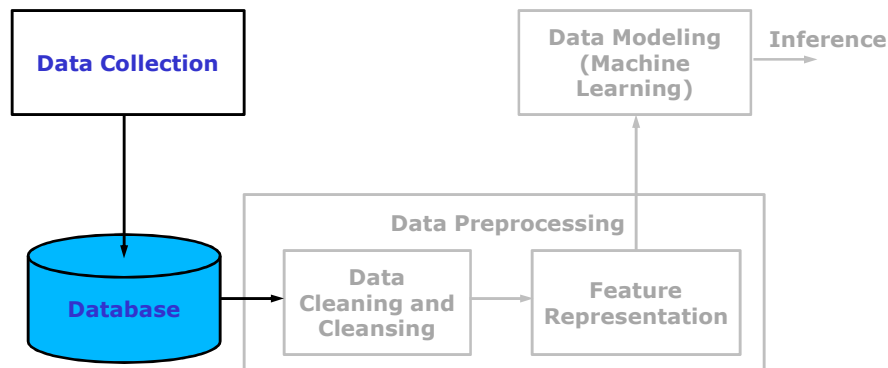 Data Collection
Data Modeling
(Machine
Learning)
Inference
Data Preprocessing
Database
Data
Cleaning and
Cleansing
Feature
Representation